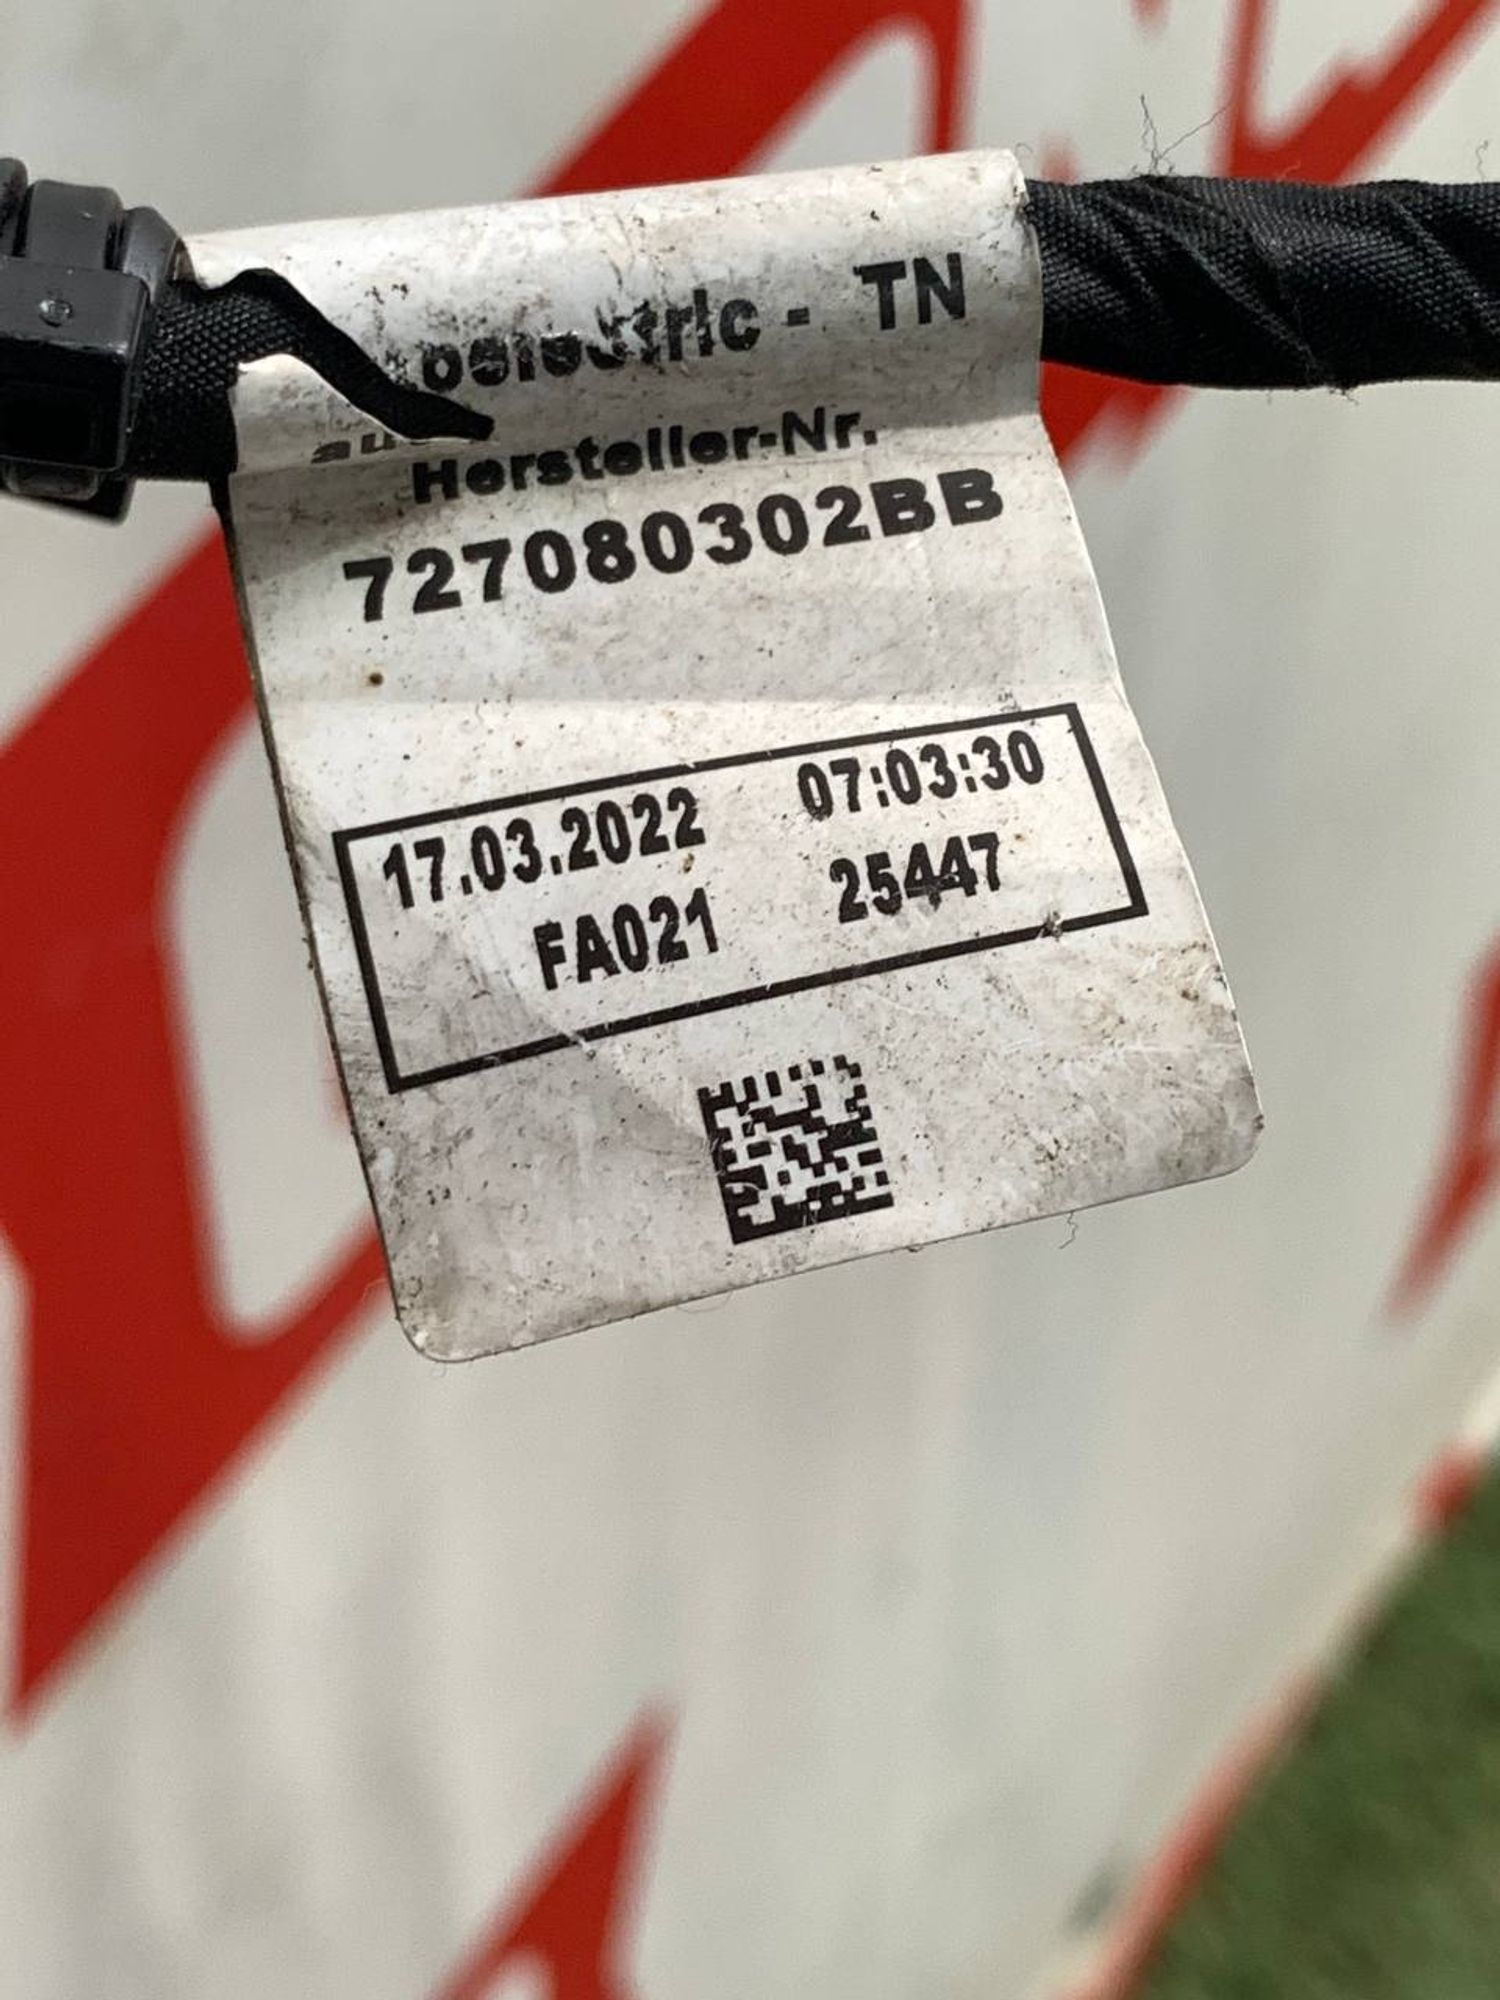 - TN
Hersteller-Nr.
727080302BB
17.03.2022 07:03:30
FA021 25447